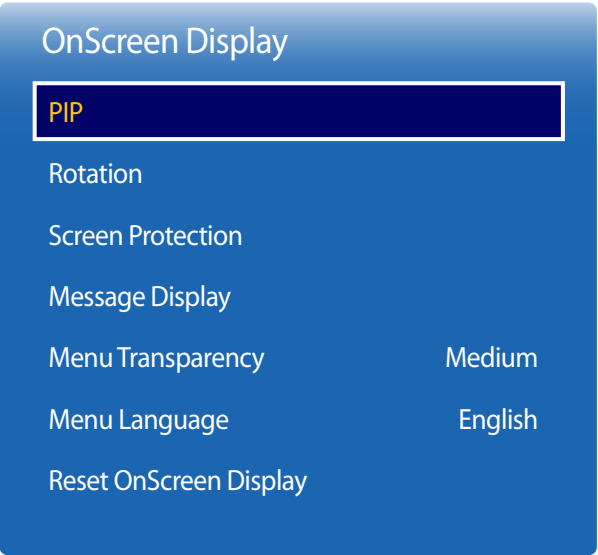 OnScreen Display
PIP
Rotation
Screen Protection
Message Display
Menu Transparency Medium
Menu Language English
Reset OnScreen Display